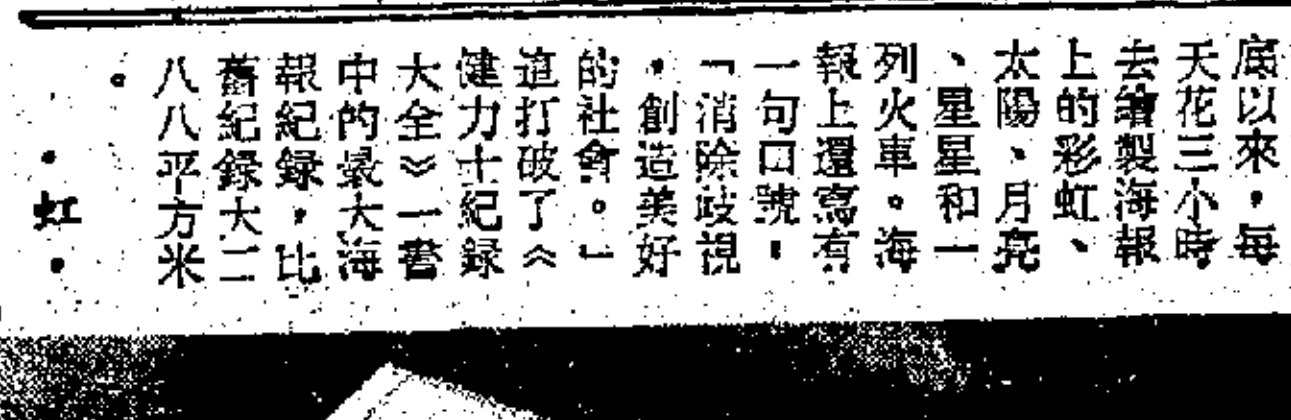 底以來，每
天花三小時
去繪製海報
上的彩虹、
太陽、月亮
、星星和一
列火車。海
報上還寫有
一句口號：
「消除歧視
，創造美好
的社會。」
這打破了《
健力士紀録
大全》一書
中的最大海
報紀録，比
舊紀録大二
八八平方米
。
·虹·